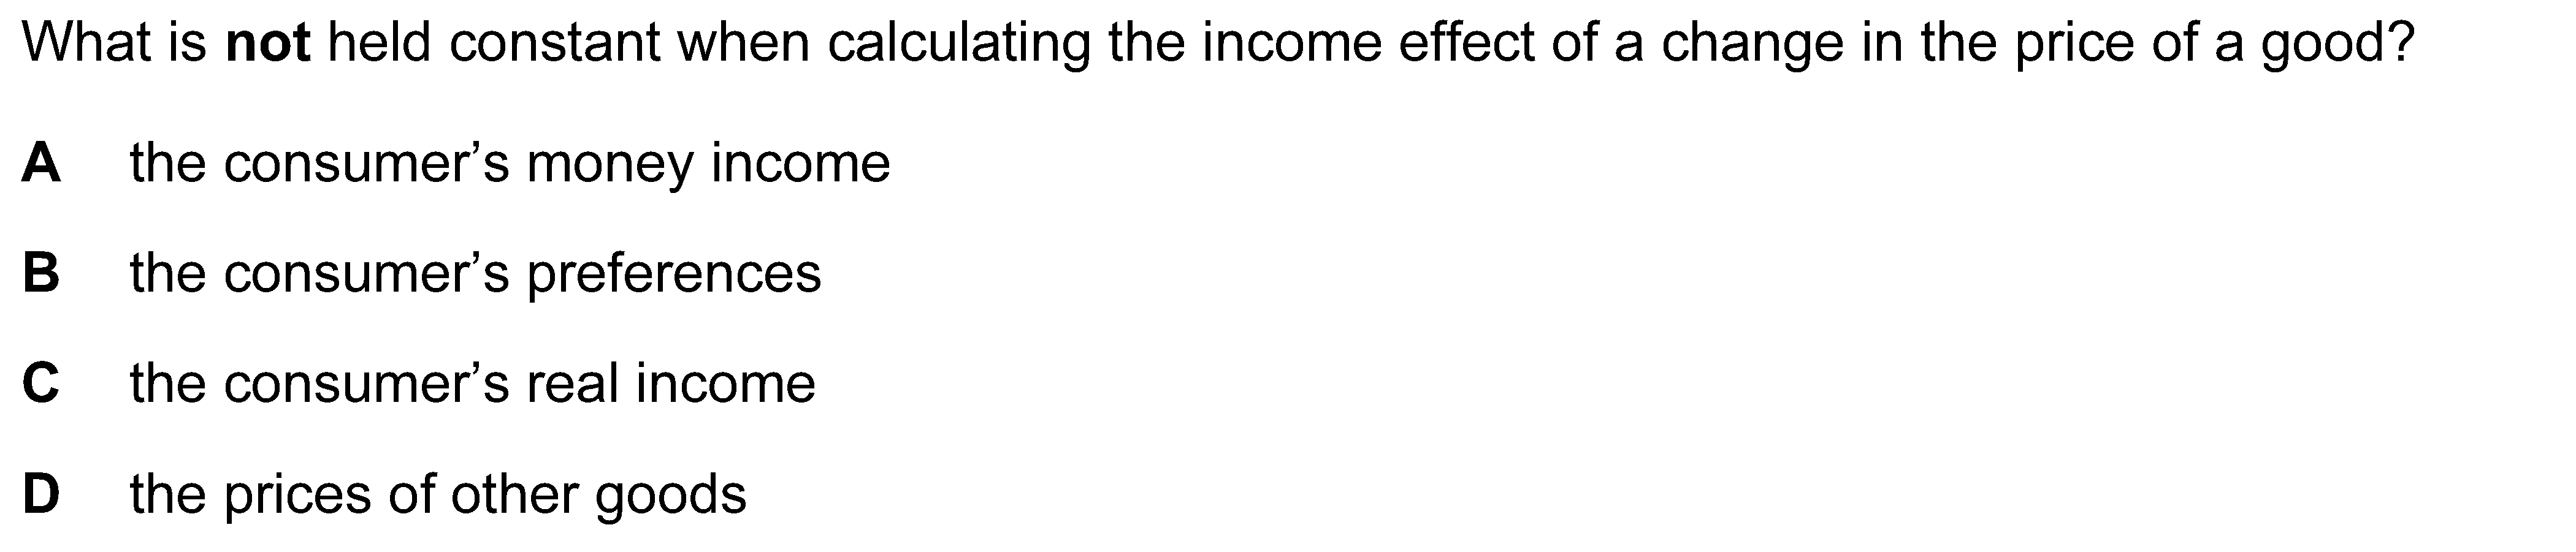 What is not held constant when calculating the income effect of a change in the price of a good?
A the consumer’s money income
B the consumer’s preferences
C the consumer’s real income
D the prices of other goods